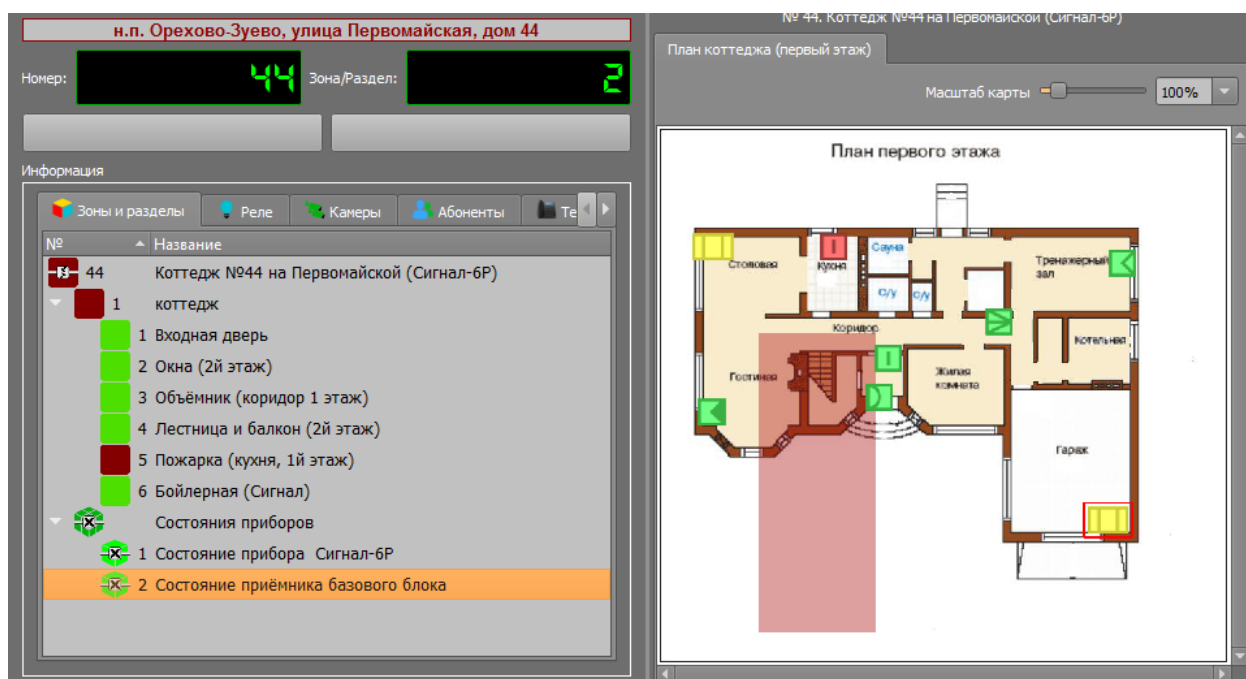 н.п. Орехово-Зуево, улица Первомайская, дом 44
Номер: 44 Зона/Раздел: 2
Информация
Зоны и разделы Реле Камеры Абоненты Те
№ Название
44 Коттедж №44 на Первомайской (Сигнал-6Р)
1 коттедж
1 Входная дверь
2 Окна (2й этаж)
3 Объёмник (коридор 1 этаж)
4 Лестница и балкон (2й этаж)
5 Пожарка (кухня, 1й этаж)
6 Бойлерная (Сигнал)
Состояния приборов
1 Состояние прибора Сигнал-6Р
2 Состояние приёмника базового блока
№ 44. Коттедж №44 на Первомайской (Сигнал-6Р)
План коттеджа (первый этаж)
Масштаб карты 100%
План первого этажа
Столовая
Кухня
Сауна
Тренажерный
зал
С/у
С/у
Коридор
Котельная
Гостиная
Жилая
комната
Гараж